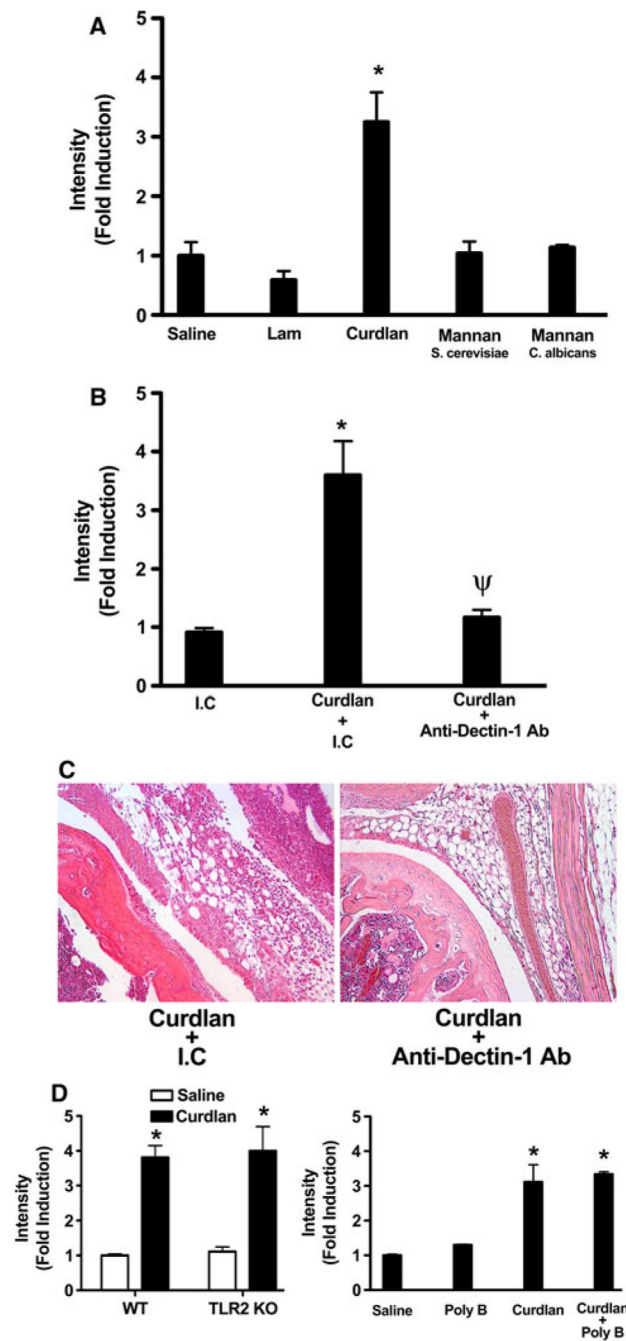 A
Intensity
(Fold Induction)
5
4
3
2
1
0
*
Saline
Lam
Curdlan
Mannan
S. cerevisiae
Mannan
C. albicans
B
Intensity
(Fold Induction)
5
4
3
2
1
0
*
Ψ
I.C
Curdlan
+
I.C
Curdlan
+
Anti-Dectin-1 Ab
C
Curdlan
+
I.C
Curdlan
+
Anti-Dectin-1 Ab
D
Saline
Curdlan
Intensity
(Fold Induction)
5
4
3
2
1
0
*
*
WT
TLR2 KO
Intensity
(Fold Induction)
5
4
3
2
1
0
*
*
Saline
Poly B
Curdlan
Curdlan
+
Poly B